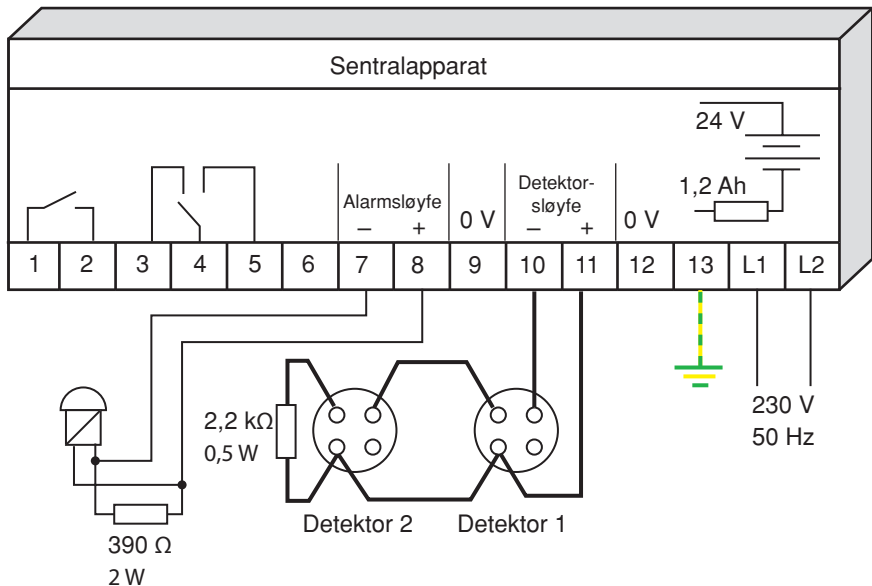 Sentralapparat
24 V
1,2 Ah
Alarmsløyfe
– +
0 V
Detektor-
sløyfe
– +
0 V
1 2 3 4 5 6 7 8 9 10 11 12 13 L1 L2
2,2 kΩ
0,5 W
230 V
50 Hz
Detektor 2 Detektor 1
390 Ω
2 W